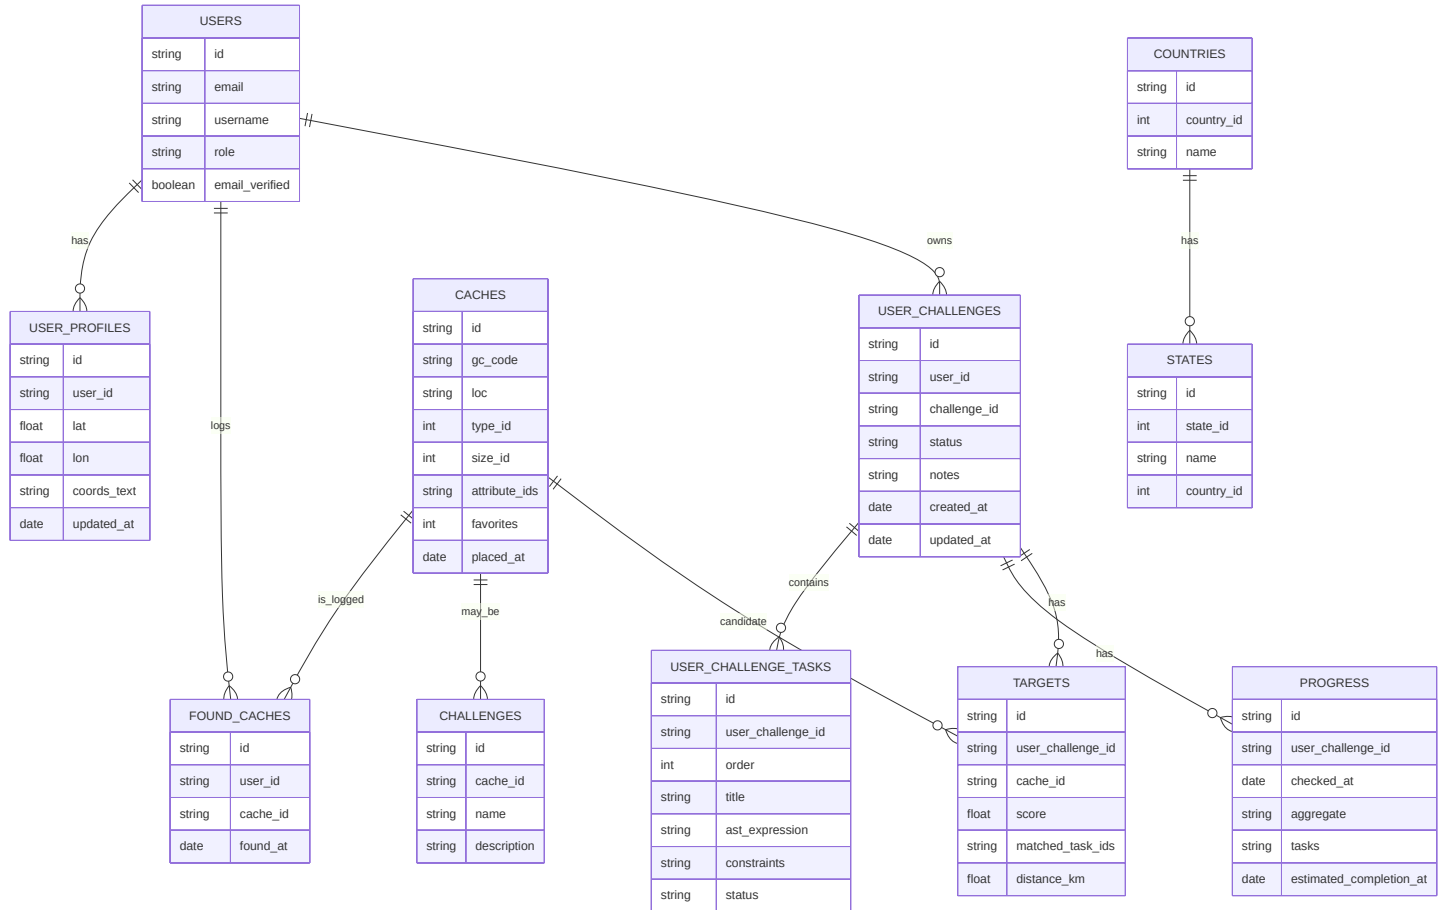 USERS
string id
string email
string username
string role
boolean email_verified
COUNTRIES
string id
int country_id
string name
has
logs
owns
has
USER_PROFILES
string id
string user_id
float lat
float lon
string coords_text
date updated_at
CACHES
string id
string gc_code
string loc
int type_id
int size_id
string attribute_ids
int favorites
date placed_at
USER_CHALLENGES
string id
string user_id
string challenge_id
string status
string notes
date created_at
date updated_at
STATES
string id
int state_id
string name
int country_id
is_logged
may_be
candidate
contains
has
has
FOUND_CACHES
string id
string user_id
string cache_id
date found_at
CHALLENGES
string id
string cache_id
string name
string description
USER_CHALLENGE_TASKS
string id
string user_challenge_id
int order
string title
string ast_expression
string constraints
string status
TARGETS
string id
string user_challenge_id
string cache_id
float score
string matched_task_ids
float distance_km
PROGRESS
string id
string user_challenge_id
date checked_at
string aggregate
string tasks
date estimated_completion_at